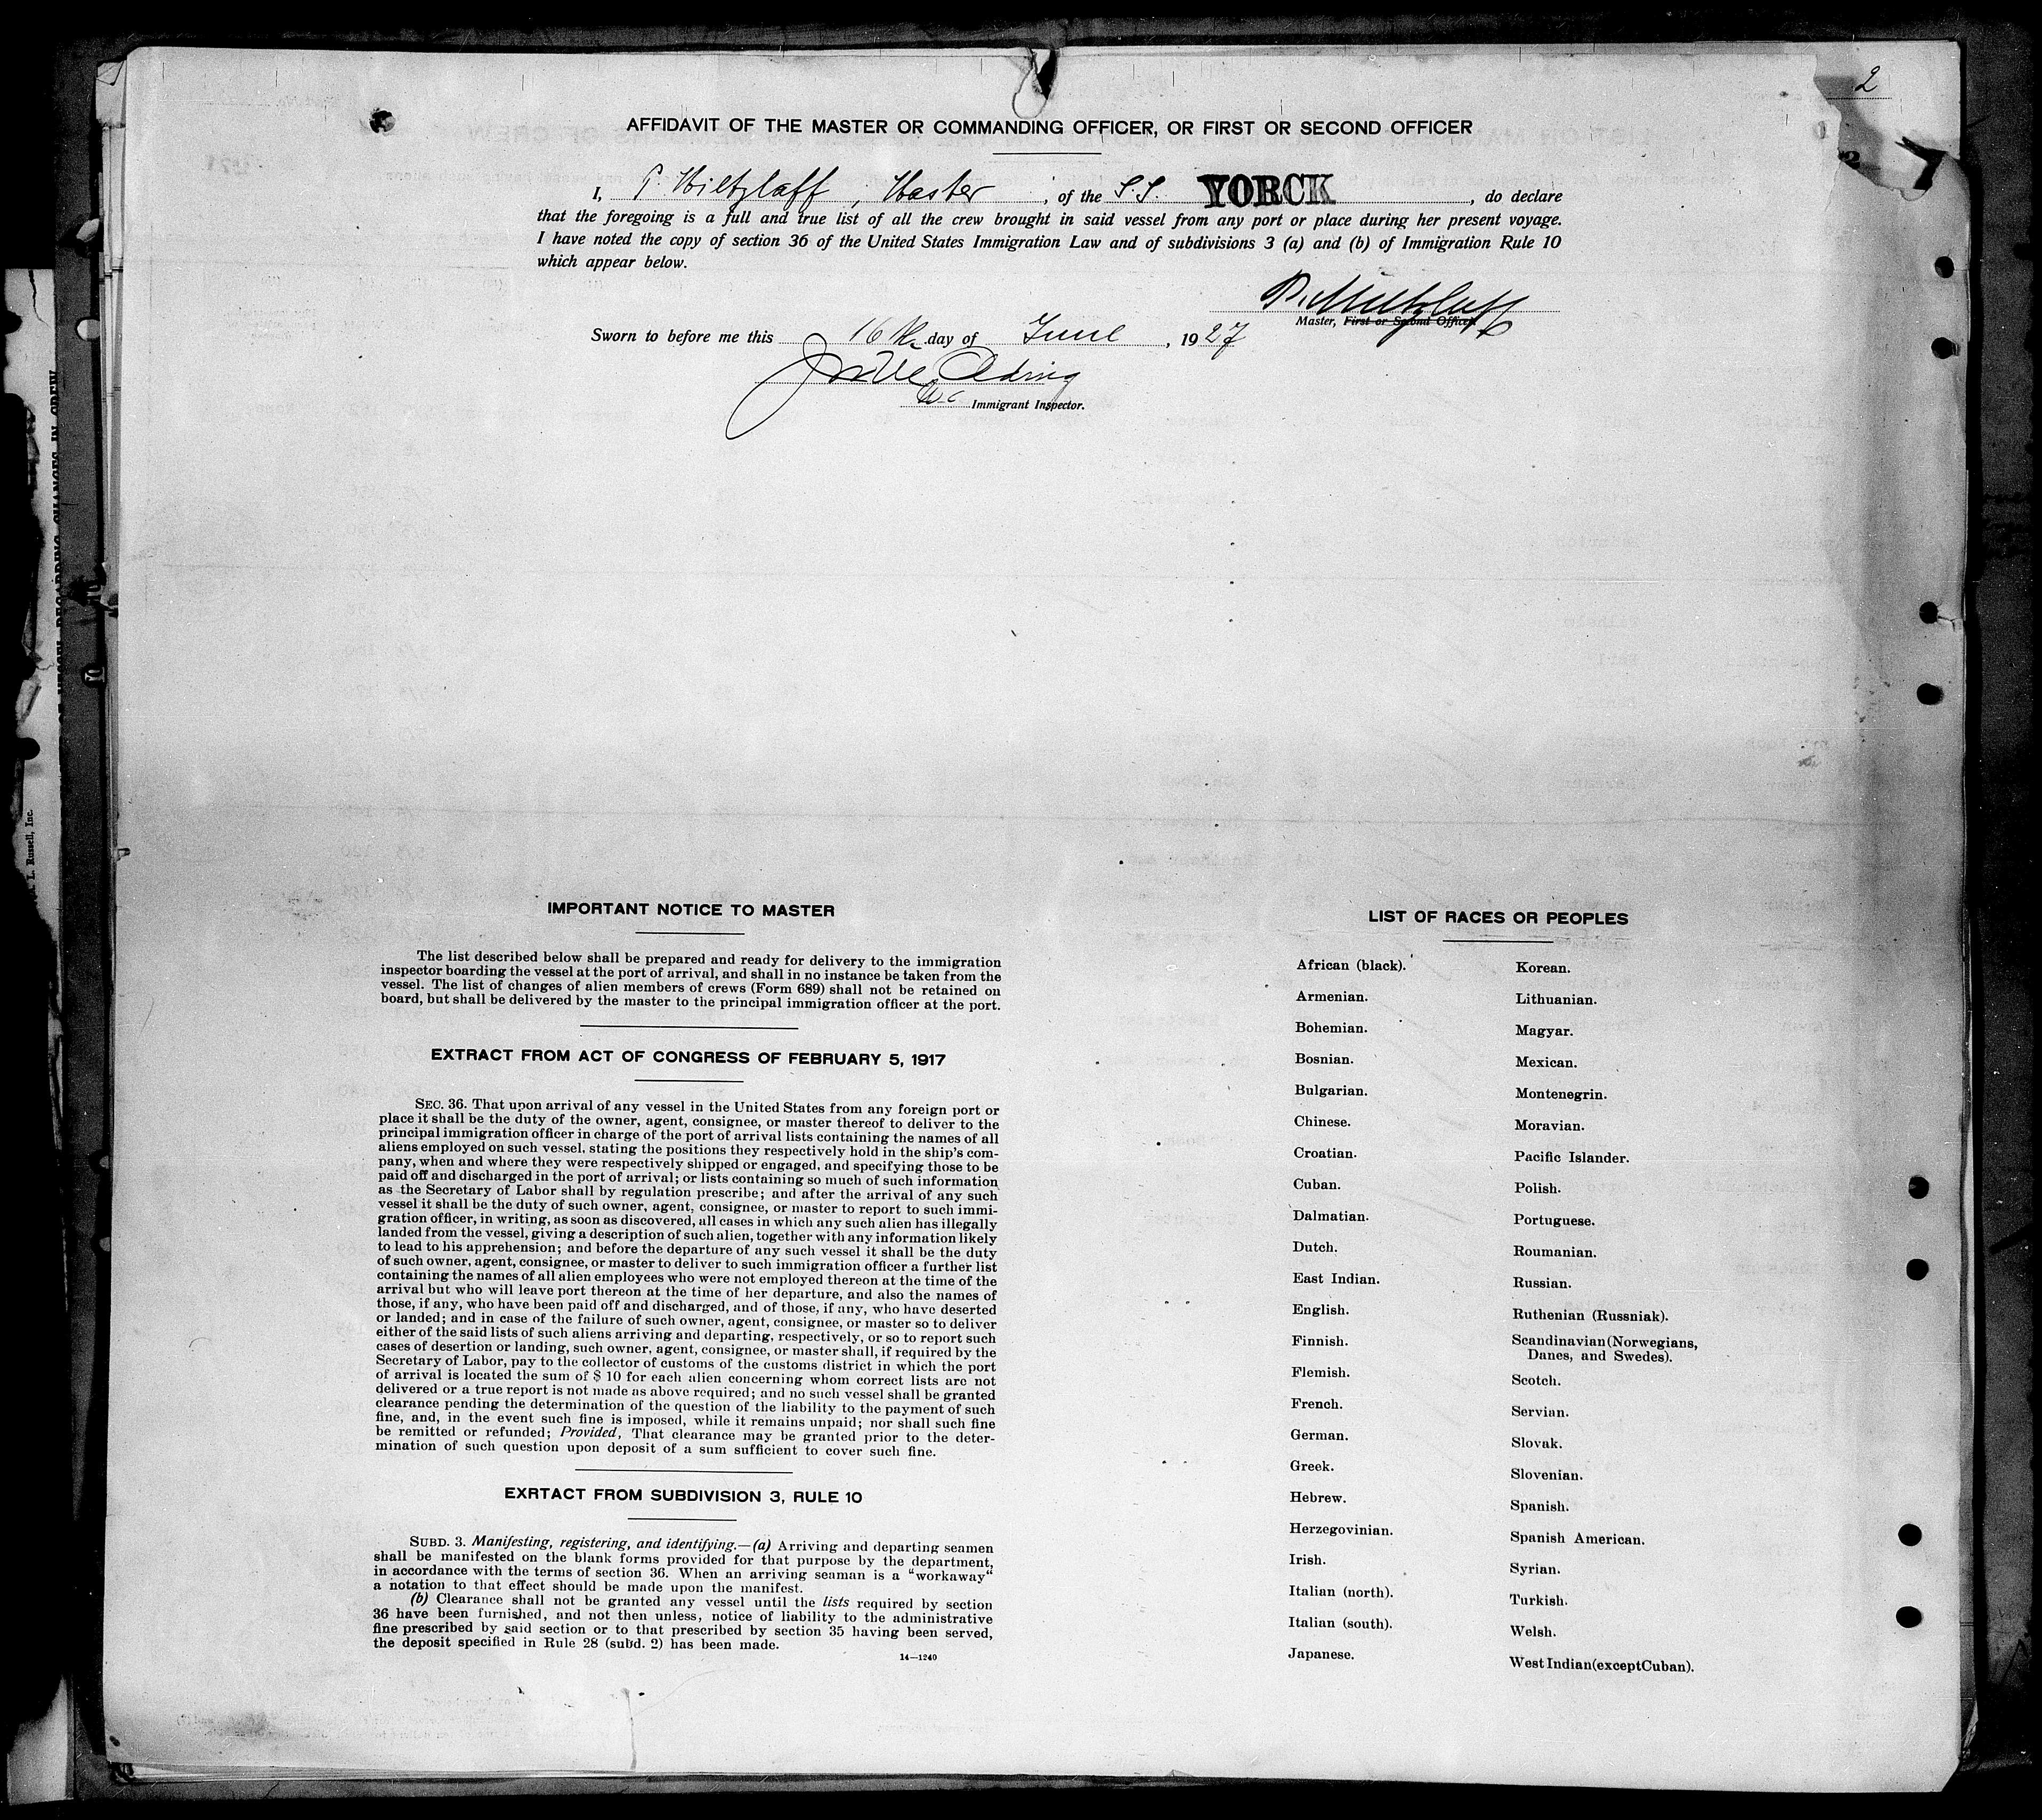 2
AFFIDAVIT OF THE MASTER OR COMMANDING OFFICER, OR FIRST OR SECOND OFFICER
7
I, P. Wietzlaff, Master, of the S.S. YORCK, do declare
that the foregoing is a full and true list of all the crew brought in said vessel from any port or place during her present voyage.
I have noted the copy of section 36 of the United States Immigration Law and of subdivisions 3 (a) and (b) of Immigration Rule 10
which appear below.
Master, First or Second Officer.
Sworn to before me this 16th day of June, 1927
Immigrant Inspector.
L. Russell, Inc.
IMPORTANT NOTICE TO MASTER
The list described below shall be prepared and ready for delivery to the immigration
inspector boarding the vessel at the port of arrival, and shall in no instance be taken from the
vessel. The list of changes of alien members of crews (Form 689) shall not be retained on
board, but shall be delivered by the master to the principal immigration officer at the port.
EXTRACT FROM ACT OF CONGRESS OF FEBRUARY 5, 1917
SEC. 36. That upon arrival of any vessel in the United States from any foreign port or
place it shall be the duty of the owner, agent, consignee, or master thereof to deliver to the
principal immigration officer in charge of the port of arrival lists containing the names of all
aliens employed on such vessel, stating the positions they respectively hold in the ship's com-
pany, when and where they were respectively shipped or engaged, and specifying those to be
paid off and discharged in the port of arrival; or lists containing so much of such information
as the Secretary of Labor shall by regulation prescribe; and after the arrival of any such
vessel it shall be the duty of such owner, agent, consignee, or master to report to such immi-
gration officer, in writing, as soon as discovered, all cases in which any such alien has illegally
landed from the vessel, giving a description of such alien, together with any information likely
to lead to his apprehension; and before the departure of any such vessel it shall be the duty
of such owner, agent, consignee, or master to deliver to such immigration officer a further list
containing the names of all alien employees who were not employed thereon at the time of the
arrival but who will leave port thereon at the time of her departure, and also the names of
those, if any, who have been paid off and discharged, and of those, if any, who have deserted
or landed; and in case of the failure of such owner, agent, consignee, or master so to deliver
either of the said lists of such aliens arriving and departing, respectively, or so to report such
cases of desertion or landing, such owner, agent, consignee, or master shall, if required by the
Secretary of Labor, pay to the collector of customs of the customs district in which the port
of arrival is located the sum of $ 10 for each alien concerning whom correct lists are not
delivered or a true report is not made as above required; and no such vessel shall be granted
clearance pending the determination of the question of the liability to the payment of such
fine, and, in the event such fine is imposed, while it remains unpaid; nor shall such fine
be remitted or refunded; Provided, That clearance may be granted prior to the deter-
mination of such question upon deposit of a sum sufficient to cover such fine.
EXRTACT FROM SUBDIVISION 3, RULE 10
SUBD. 3. Manifesting, registering, and identifying.—(a) Arriving and departing seamen
shall be manifested on the blank forms provided for that purpose by the department,
in accordance with the terms of section 36. When an arriving seaman is a "workaway"
a notation to that effect should be made upon the manifest.
(b) Clearance shall not be granted any vessel until the lists required by section
36 have been furnished, and not then unless, notice of liability to the administrative
fine prescribed by said section or to that prescribed by section 35 having been served,
the deposit specified in Rule 28 (subd. 2) has been made.
14—1240
LIST OF RACES OR PEOPLES
African (black).
Armenian.
Bohemian.
Bosnian.
Bulgarian.
Chinese.
Croatian.
Cuban.
Dalmatian.
Dutch.
East Indian.
English.
Finnish.
Flemish.
French.
German.
Greek.
Hebrew.
Herzegovinian.
Irish.
Italian (north).
Italian (south).
Japanese.
Korean.
Lithuanian.
Magyar.
Mexican.
Montenegrin.
Moravian.
Pacific Islander.
Polish.
Portuguese.
Roumanian.
Russian.
Ruthenian (Russniak).
Scandinavian (Norwegians,
Danes, and Swedes).
Scotch.
Servian.
Slovak.
Slovenian.
Spanish.
Spanish American.
Syrian.
Turkish.
Welsh.
West Indian (except Cuban).